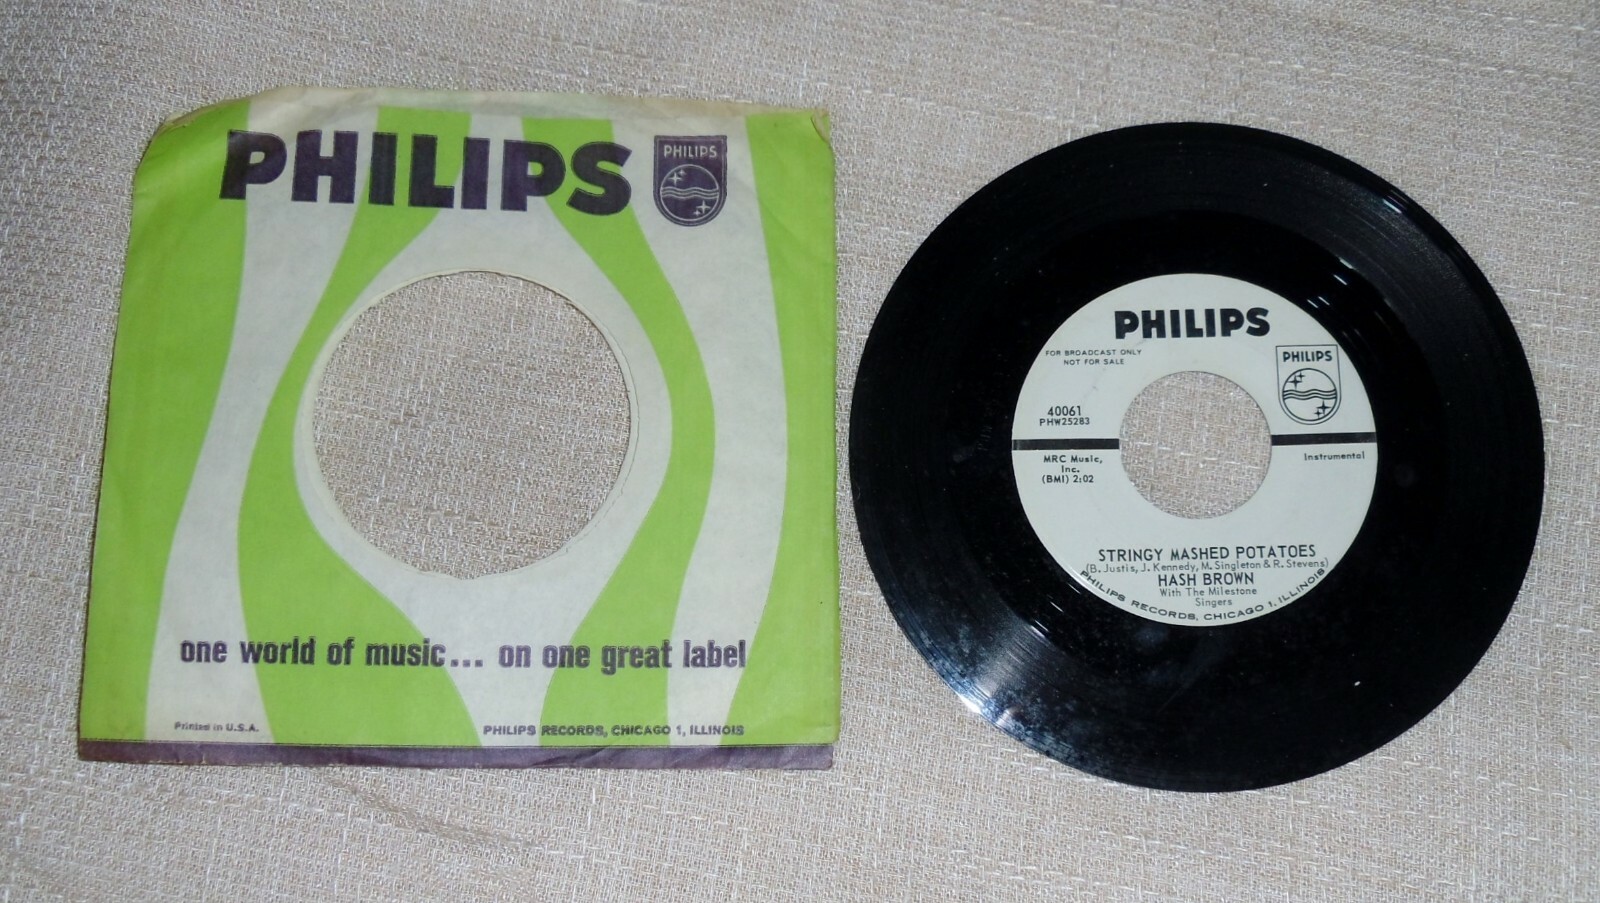 PHILIPS
PHILIPS
one world of music... on one great label
Printed in U.S.A.
PHILIPS RECORDS, CHICAGO 1, ILLINOIS
PHILIPS
FOR BROADCAST ONLY
NOT FOR SALE
PHILIPS
40061
PHW25283
MRC Music,
Inc.
(BMI) 2:02
Instrumental
STRINGY MASHED POTATOES
(B. Justis, J. Kennedy, M. Singleton & R. Stevens)
HASH BROWN
With The Milestone
Singers
PHILIPS RECORDS, CHICAGO 1, ILLINOIS